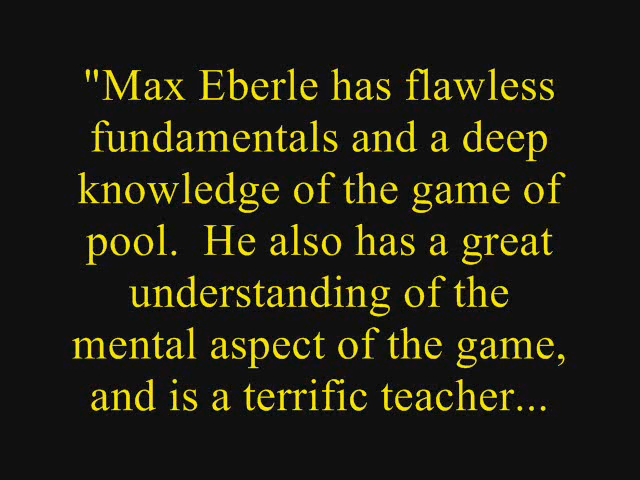 "Max Eberle has flawless
fundamentals and a deep
knowledge of the game of
pool.  He also has a great
understanding of the
mental aspect of the game,
and is a terrific teacher...